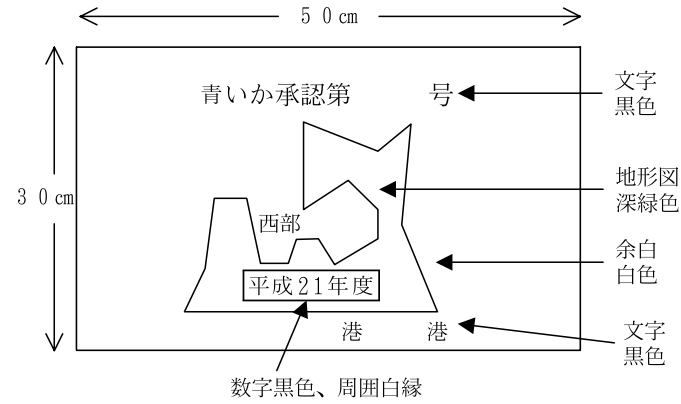 50㎝
青いか承認第　　　号
文字
黒色
30㎝
地形図
深緑色
西部
余白
白色
平成21年度
港　　　港
文字
黒色
数字黒色、周囲白縁